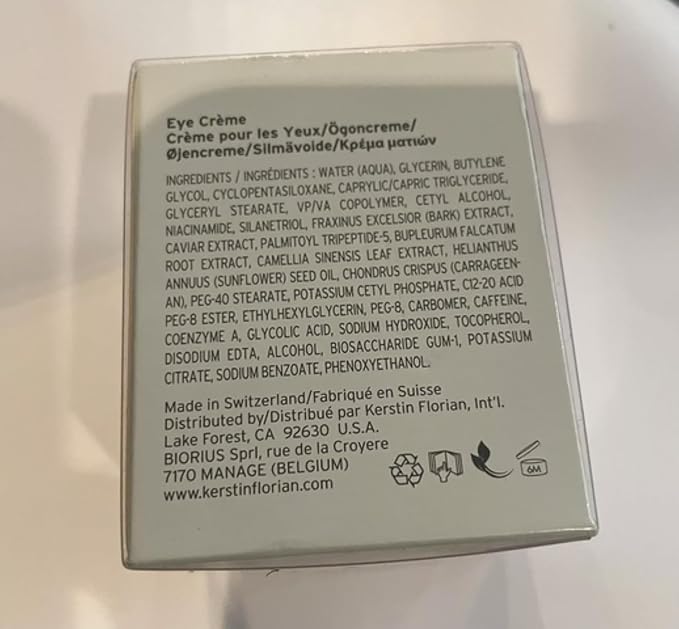 Eye Crème
Crème pour les Yeux/Ögoncreme/
Øjencreme/Silmävoide/Κρέμα ματιών
INGREDIENTS / INGRÉDIENTS : WATER (AQUA), GLYCERIN, BUTYLENE
GLYCOL, CYCLOPENTASILOXANE, CAPRYLIC/CAPRIC TRIGLYCERIDE,
GLYCERYL STEARATE, VP/VA COPOLYMER, CETYL ALCOHOL,
NIACINAMIDE, SILANETRIOL, FRAXINUS EXCELSIOR (BARK) EXTRACT,
CAVIAR EXTRACT, PALMITOYL TRIPEPTIDE-5, BUPLEURUM FALCATUM
ROOT EXTRACT, CAMELLIA SINENSIS LEAF EXTRACT, HELIANTHUS
ANNUUS (SUNFLOWER) SEED OIL, CHONDRUS CRISPUS (CARRAGEEN-
AN), PEG-40 STEARATE, POTASSIUM CETYL PHOSPHATE, C12-20 ACID
PEG-8 ESTER, ETHYLHEXYLGLYCERIN, PEG-8, CARBOMER, CAFFEINE,
COENZYME A, GLYCOLIC ACID, SODIUM HYDROXIDE, TOCOPHEROL,
DISODIUM EDTA, ALCOHOL, BIOSACCHARIDE GUM-1, POTASSIUM
CITRATE, SODIUM BENZOATE, PHENOXYETHANOL.
Made in Switzerland/Fabriqué en Suisse
Distributed by/Distribué par Kerstin Florian, Int'l.
Lake Forest, CA 92630 U.S.A.
BIORIUS Sprl, rue de la Croyere
7170 MANAGE (BELGIUM)
www.kerstinflorian.com
6M